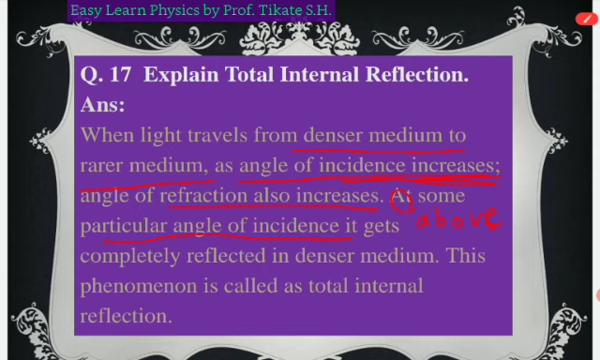 Easy Learn Physics by Prof. Tikate S.H.
Q. 17 Explain Total Internal Reflection.
Ans:
When light travels from denser medium to
rarer medium, as angle of incidence increases;
angle of refraction also increases. At some
particular angle of incidence it gets above
completely reflected in denser medium. This
phenomenon is called as total internal
reflection.